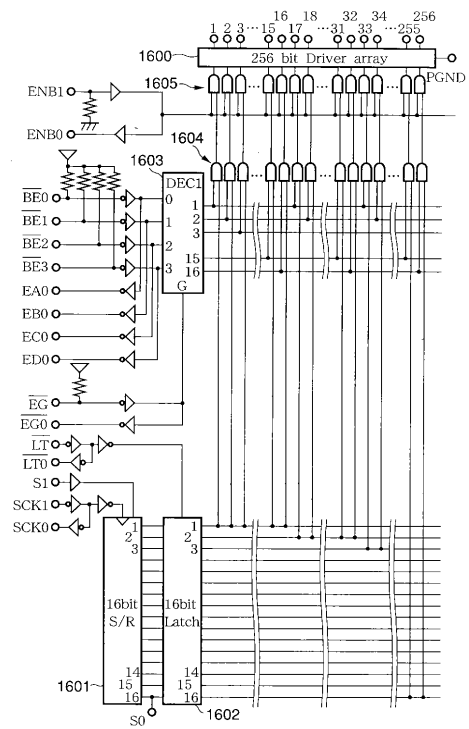 16 18 32 34 256
1 2 3 ···15 17 ···31 33 ···255
1600
256 bit Driver array
PGND
1605
ENB1
ENB0
1604
1603
DEC1
BE0 0
BE1 1
BE2 2
BE3 3
1
2
3
15
16
G
EA0
EB0
EC0
ED0
EG
EG0
LT
LT0
S1
SCK1
SCK0
1 1
2 2
3 3
16bit S/R
16bit Latch
14 14
15 15
16 16
1601
1602
S0